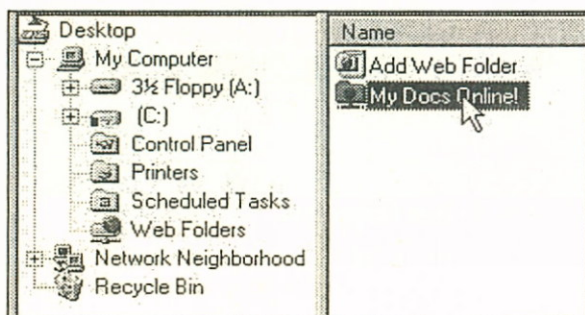 Desktop
My Computer
3½ Floppy (A:)
(C:)
Control Panel
Printers
Scheduled Tasks
Web Folders
Network Neighborhood
Recycle Bin
Name
Add Web Folder
My Docs Online!